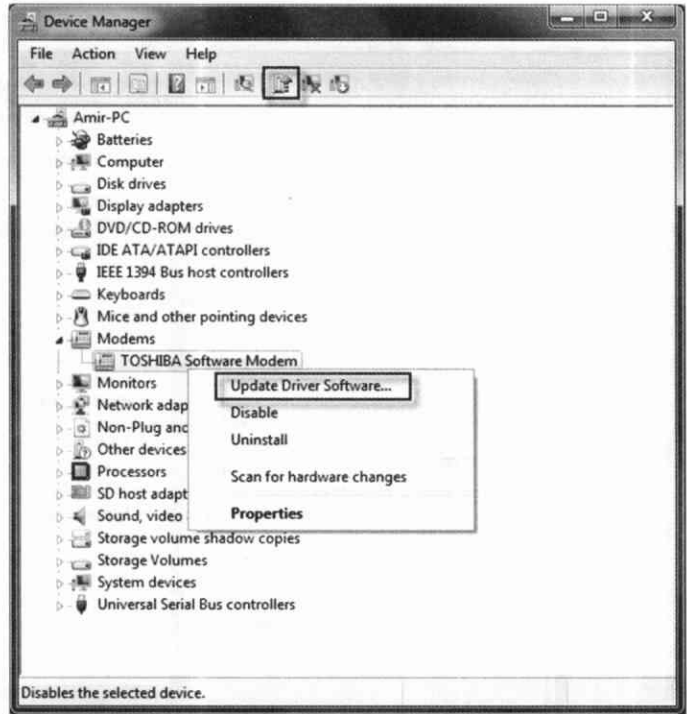 Device Manager
File Action View Help
Amir-PC
Batteries
Computer
Disk drives
Display adapters
DVD/CD-ROM drives
IDE ATA/ATAPI controllers
IEEE 1394 Bus host controllers
Keyboards
Mice and other pointing devices
Modems
TOSHIBA Software Modem
Monitors
Update Driver Software...
Network adap
Disable
Non-Plug and
Uninstall
Other devices
Processors
Scan for hardware changes
SD host adapt
Sound, video
Properties
Storage volume shadow copies
Storage Volumes
System devices
Universal Serial Bus controllers
Disables the selected device.